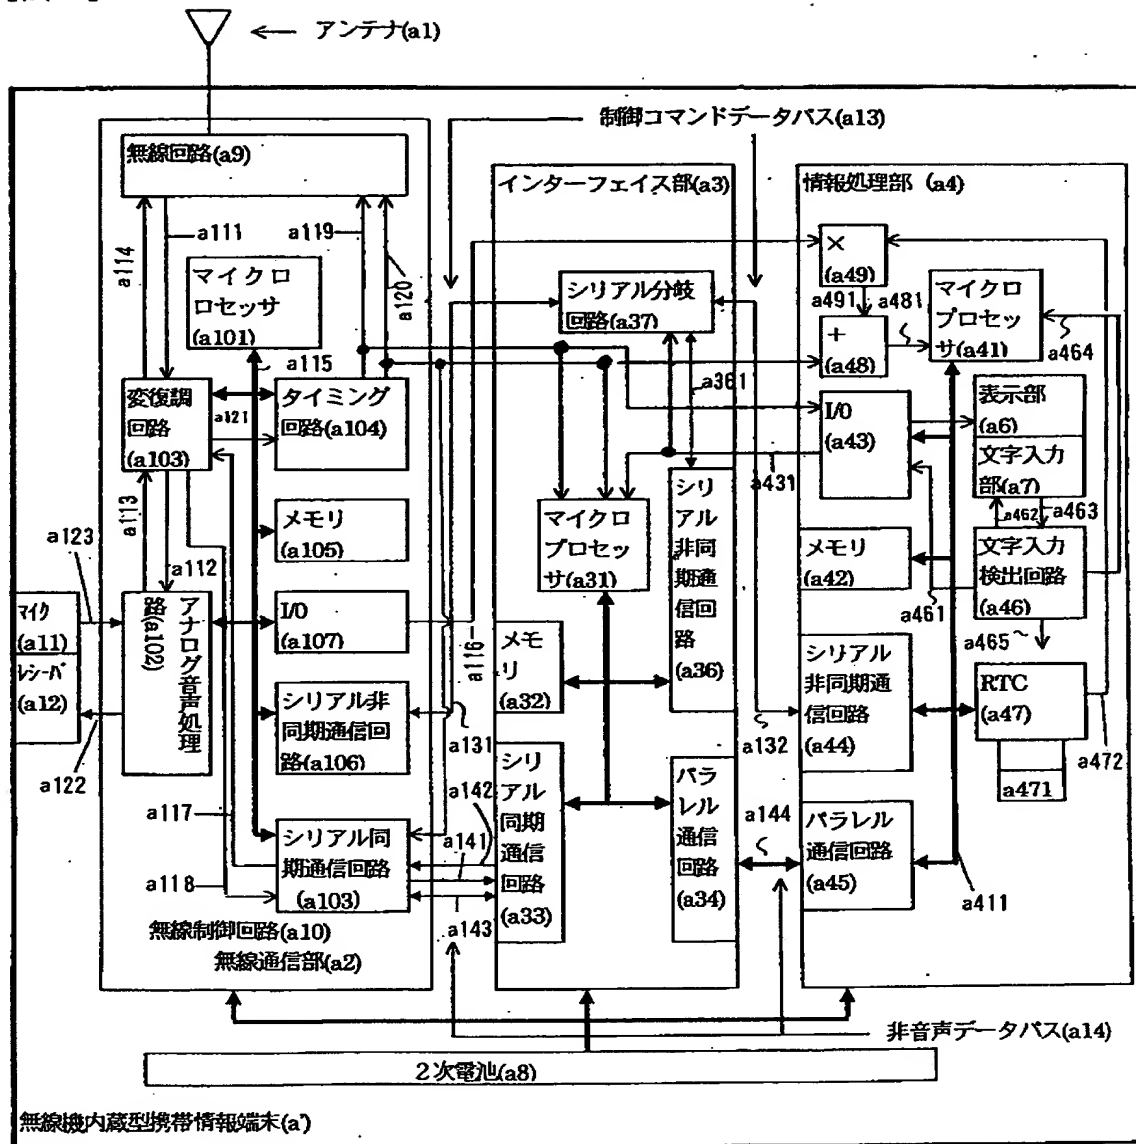 アンテナ(a1)
制御コマンドデータバス(a13)
無線回路(a9)
インターフェイス部(a3)
情報処理部 (a4)
a114
a111
a119
a120
マイクロ
ロセッサ
(a101)
a115
シリアル分岐
回路(a37)
×
(a49)
a491
a481
+
(a48)
マイクロ
プロセッ
サ(a41)
a464
変復調
回路
(a103)
a121
タイミング
回路(a104)
a361
I/O
(a43)
表示部
(a6)
文字入力
部(a7)
a431
a462
a463
a113
a112
a123
メモリ
(a105)
マイクロ
プロセッ
サ(a31)
シリ
アル
非同
期通
信回
路
(a36)
メモリ
(a42)
文字入力
検出回路
(a46)
a461
a465
マイク
(a11)
レシーバ
(a12)
アナログ音声処理
路(a102)
I/O
(a107)
a116
メモ
リ
(a32)
シリアル
非同期通
信回路
(a44)
RTC
(a47)
a471
a472
シリアル非
同期通信回
路(a106)
a131
a132
a122
a142
a117
a118
シリアル同
期通信回路
(a103)
a141
a143
シリ
アル
同期
通信
回路
(a33)
パラ
レル
通信
回路
(a34)
a144
パラレル
通信回路
(a45)
a411
無線制御回路(a10)
無線通信部(a2)
非音声データバス(a14)
2次電池(a8)
無線機内蔵型携帯情報端末(a)